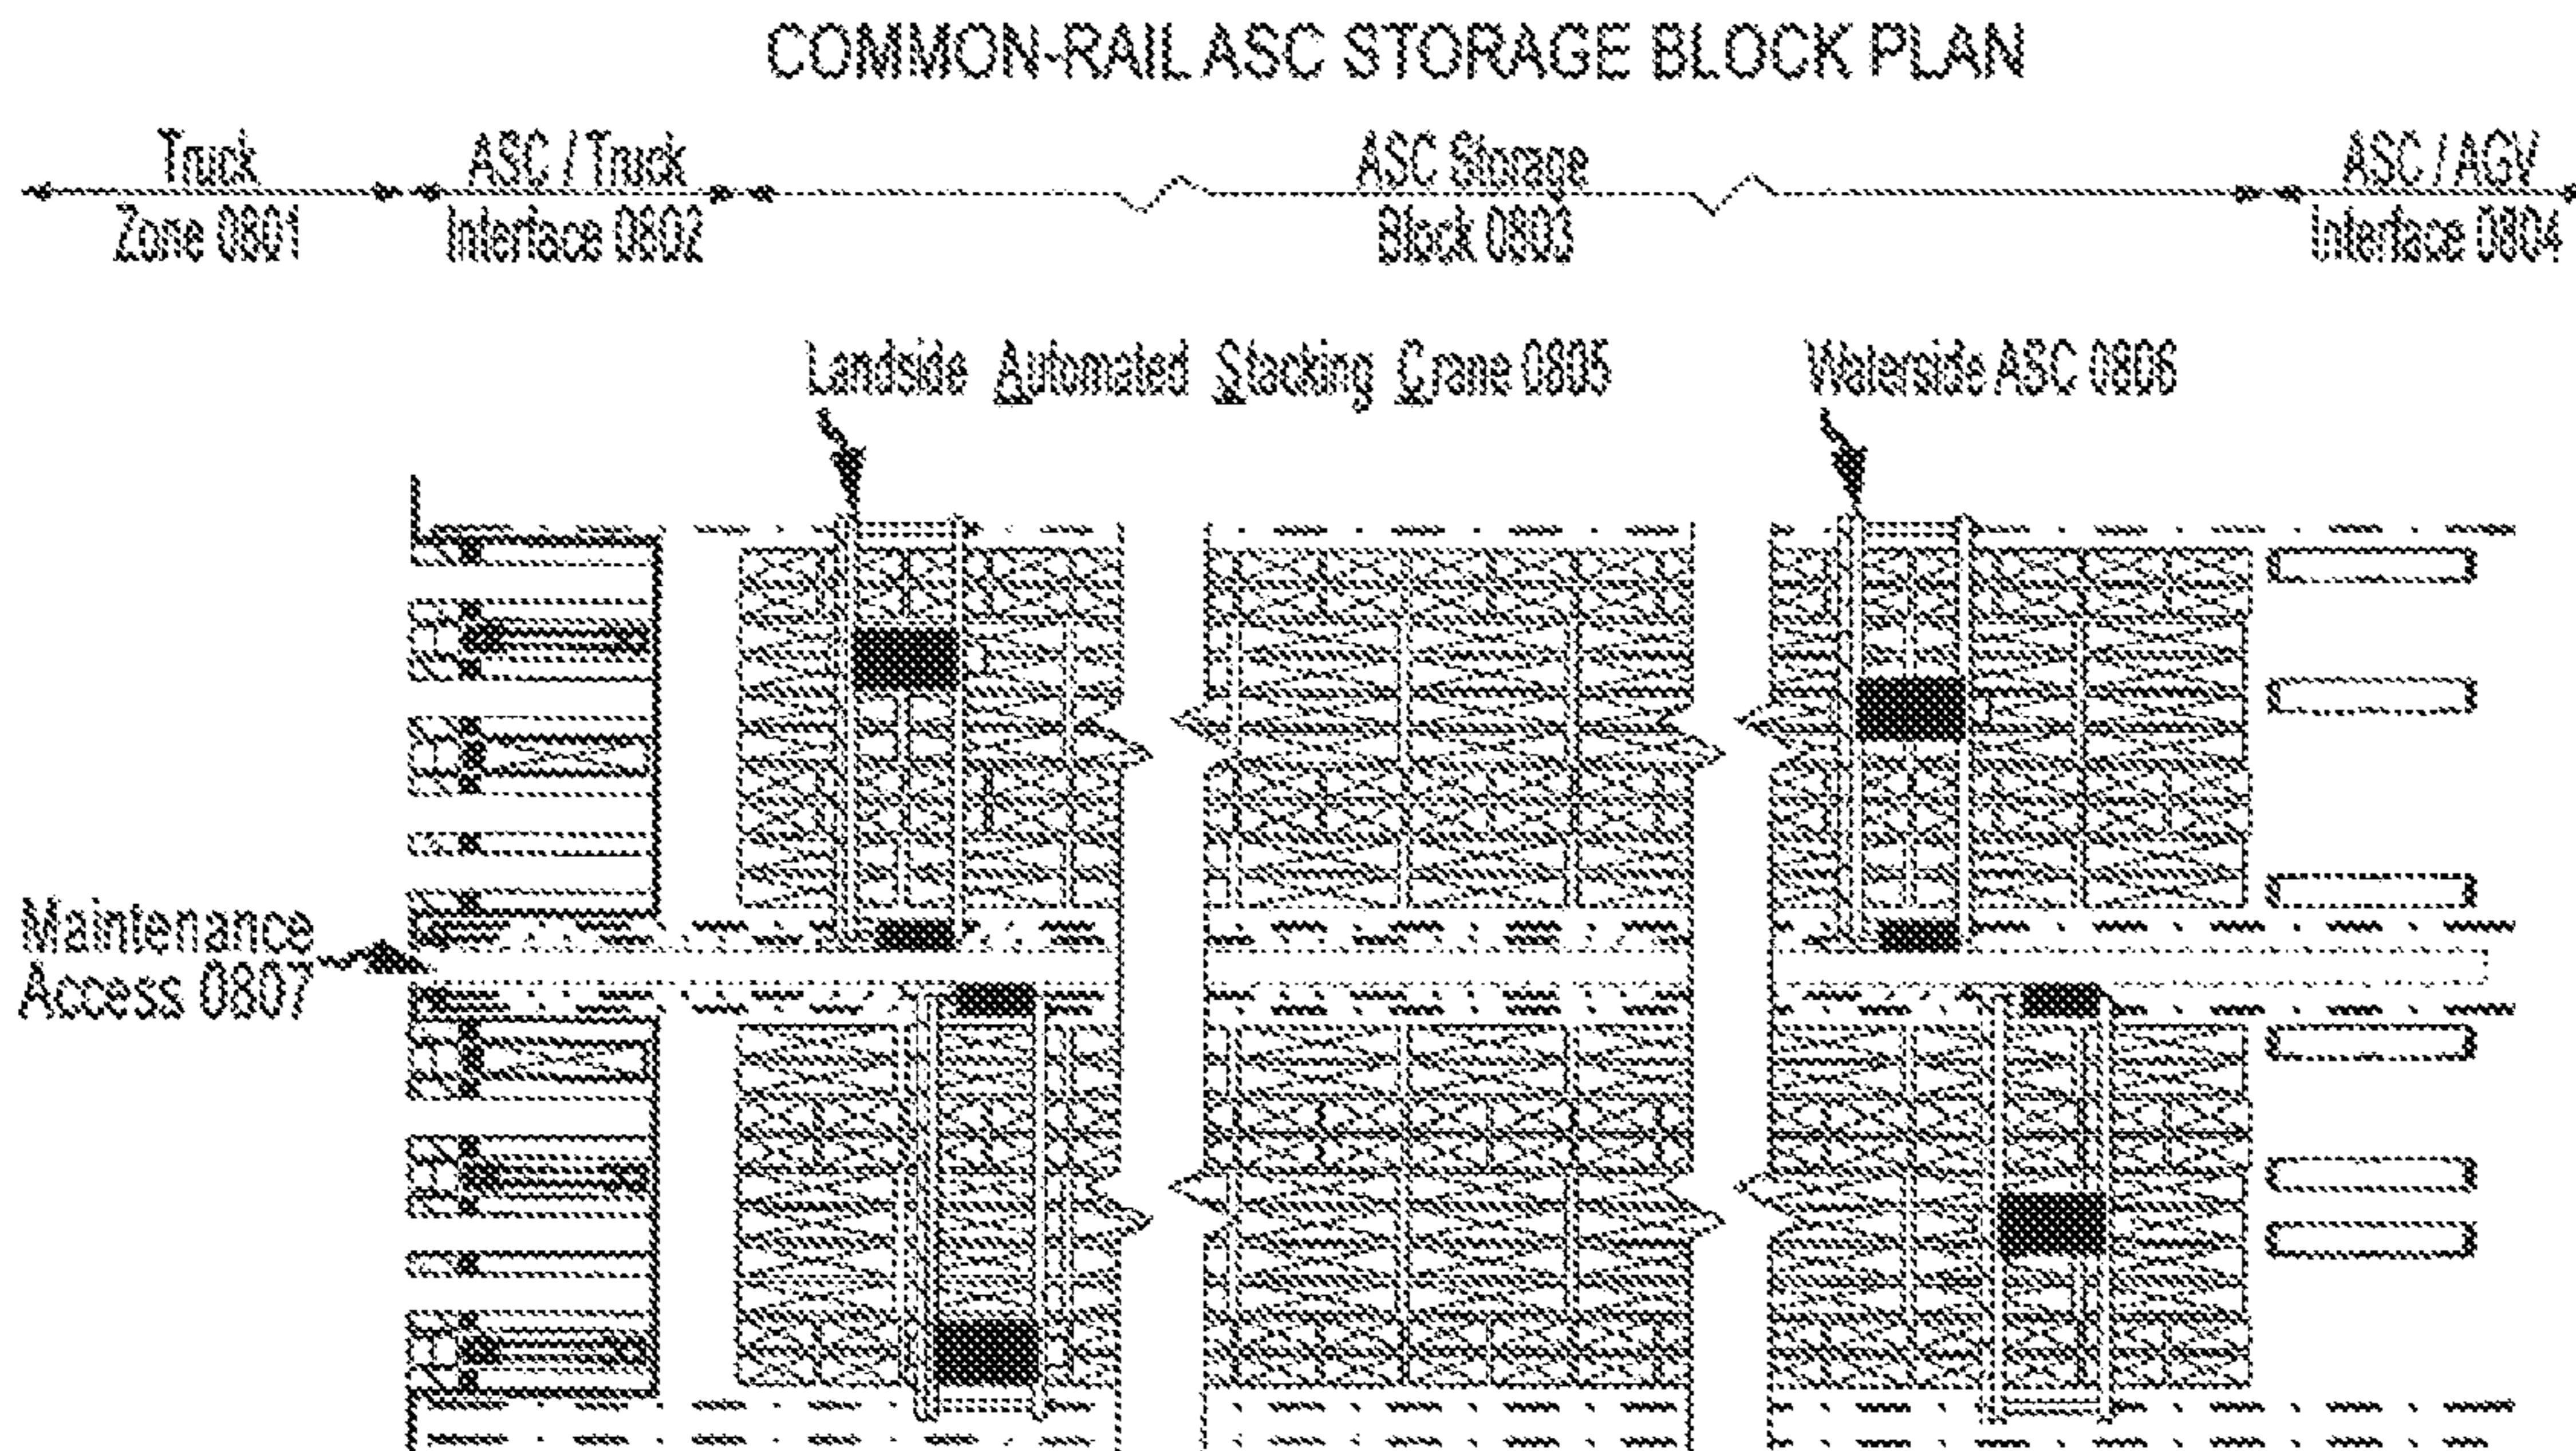 COMMON-RAIL ASC STORAGE BLOCK PLAN
Truck
Zone 0801
ASC / Truck
Interface 0802
ASC Storage
Block 0803
ASC / AGV
Interface 0804
Landside Automated Stacking Crane 0805
Waterside ASC 0806
Maintenance
Access 0807